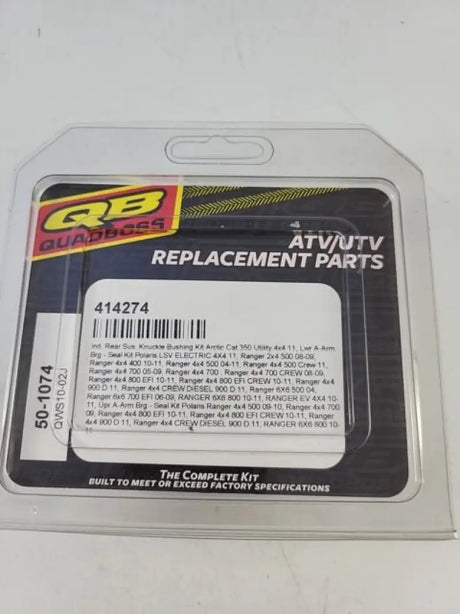 QB
QUADBOSS
ATV/UTV
REPLACEMENT PARTS
414274
Ind. Rear Sus. Knuckle Bushing Kit Arctic Cat 350 Utility 4x4 11, Lwr A-Arm
Brg - Seal Kit Polaris LSV ELECTRIC 4X4 11, Ranger 2x4 500 08-09,
Ranger 4x4 400 10-11, Ranger 4x4 500 04-11, Ranger 4x4 500 Crew 11,
Ranger 4x4 700 05-09, Ranger 4x4 700 Ranger 4x4 700 CREW 08-09,
Ranger 4x4 800 EFI 10-11, Ranger 4x4 800 EFI CREW 10-11, Ranger 4x4
900 D 11, Ranger 4x4 CREW DIESEL 900 D 11, Ranger 6X6 500 04,
Ranger 6x6 700 EFI 06-09, RANGER 6X6 800 10-11, RANGER EV 4X4 10-
11, Upr A-Arm Brg - Seal Kit Polaris Ranger 4x4 500 09-10, Ranger 4x4 700
09, Ranger 4x4 800 EFI 10-11, Ranger 4x4 800 EFI CREW 10-11, Ranger
4x4 900 D 11, Ranger 4x4 CREW DIESEL 900 D 11, RANGER 6X6 800 10-
11
50-1074
QWS10-02J
THE COMPLETE KIT
BUILT TO MEET OR EXCEED FACTORY SPECIFICATIONS